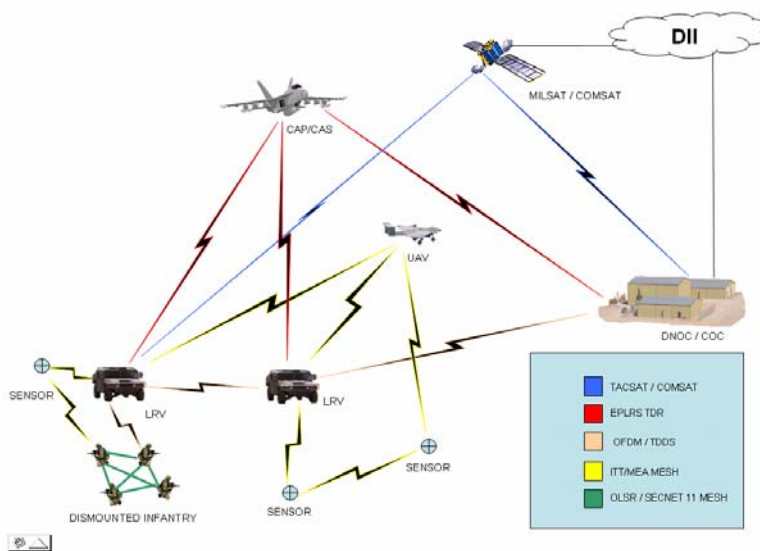 DII
MILSAT / COMSAT
CAP/CAS
UAV
DNOC / COC
SENSOR
LRV
LRV
SENSOR
SENSOR
DISMOUNTED INFANTRY
TACSAT / COMSAT
EPLRS TDR
OFDM / TDDS
ITT/MEA MESH
OLSR / SECNET 11 MESH